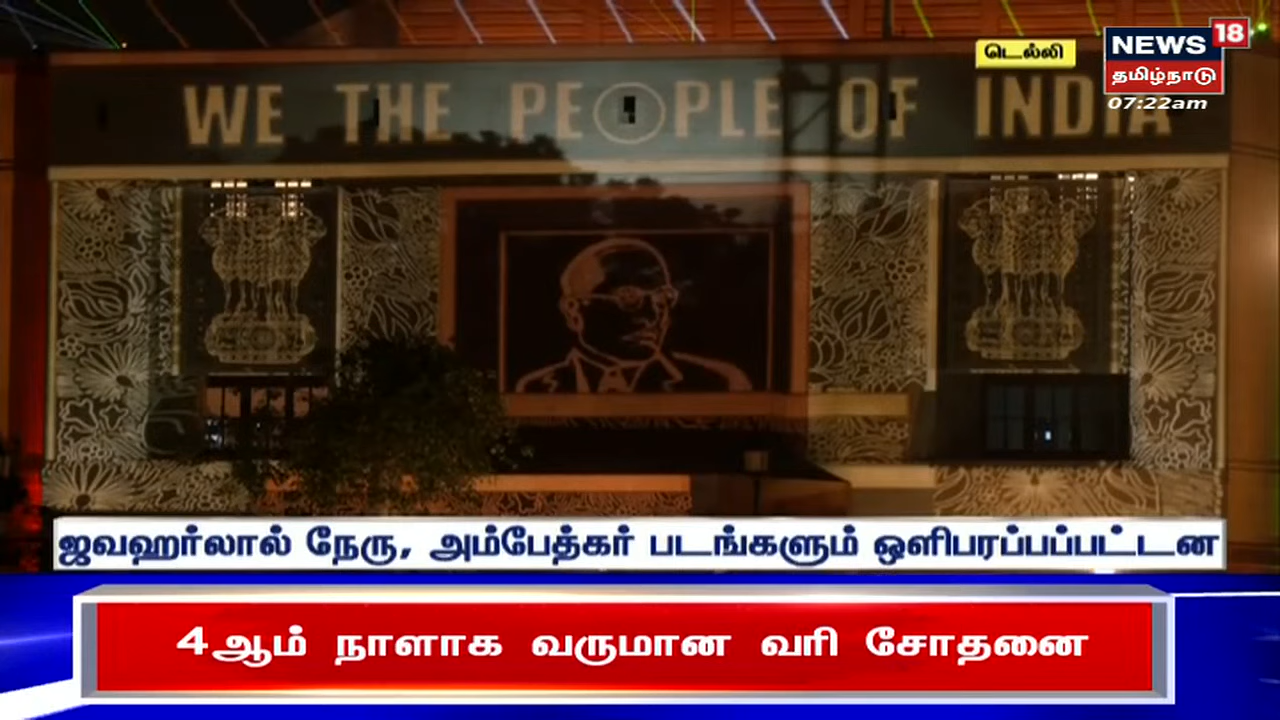 டெல்லி
NEWS 18
தமிழ்நாடு
07:22am
WE THE PEOPLE OF INDIA
ஜவஹர்லால் நேரு, அம்பேத்கர் படங்களும் ஒளிபரப்பப்பட்டன
4ஆம் நாளாக வருமான வரி சோதனை